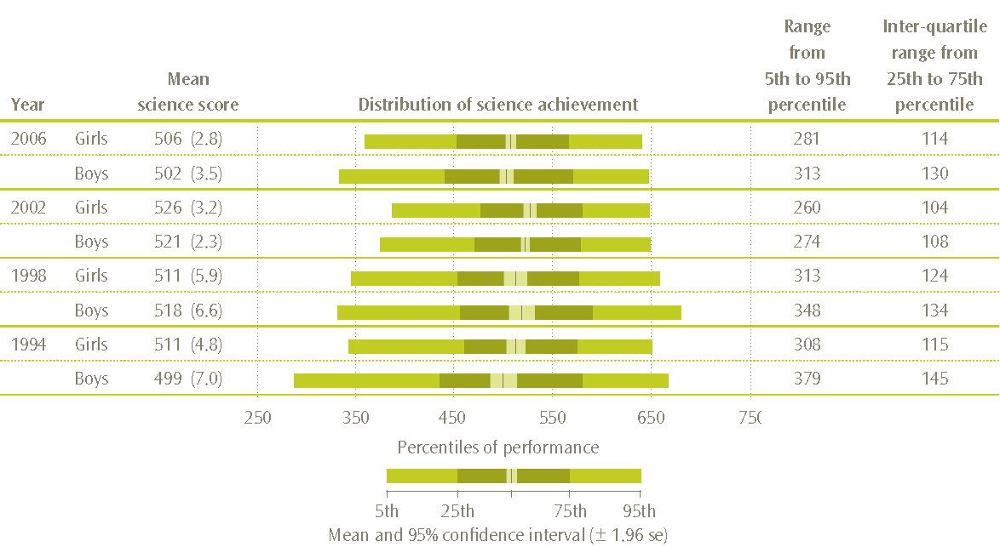 Range Inter-quartile
from range from
Mean 5th to 95th 25th to 75th
Year science score Distribution of science achievement percentile percentile
2006 Girls 506 (2.8) 281 114
Boys 502 (3.5) 313 130
2002 Girls 526 (3.2) 260 104
Boys 521 (2.3) 274 108
1998 Girls 511 (5.9) 313 124
Boys 518 (6.6) 348 134
1994 Girls 511 (4.8) 308 115
Boys 499 (7.0) 379 145
250 350 450 550 650 750
Percentiles of performance
5th 25th 75th 95th
Mean and 95% confidence interval (± 1.96 se)